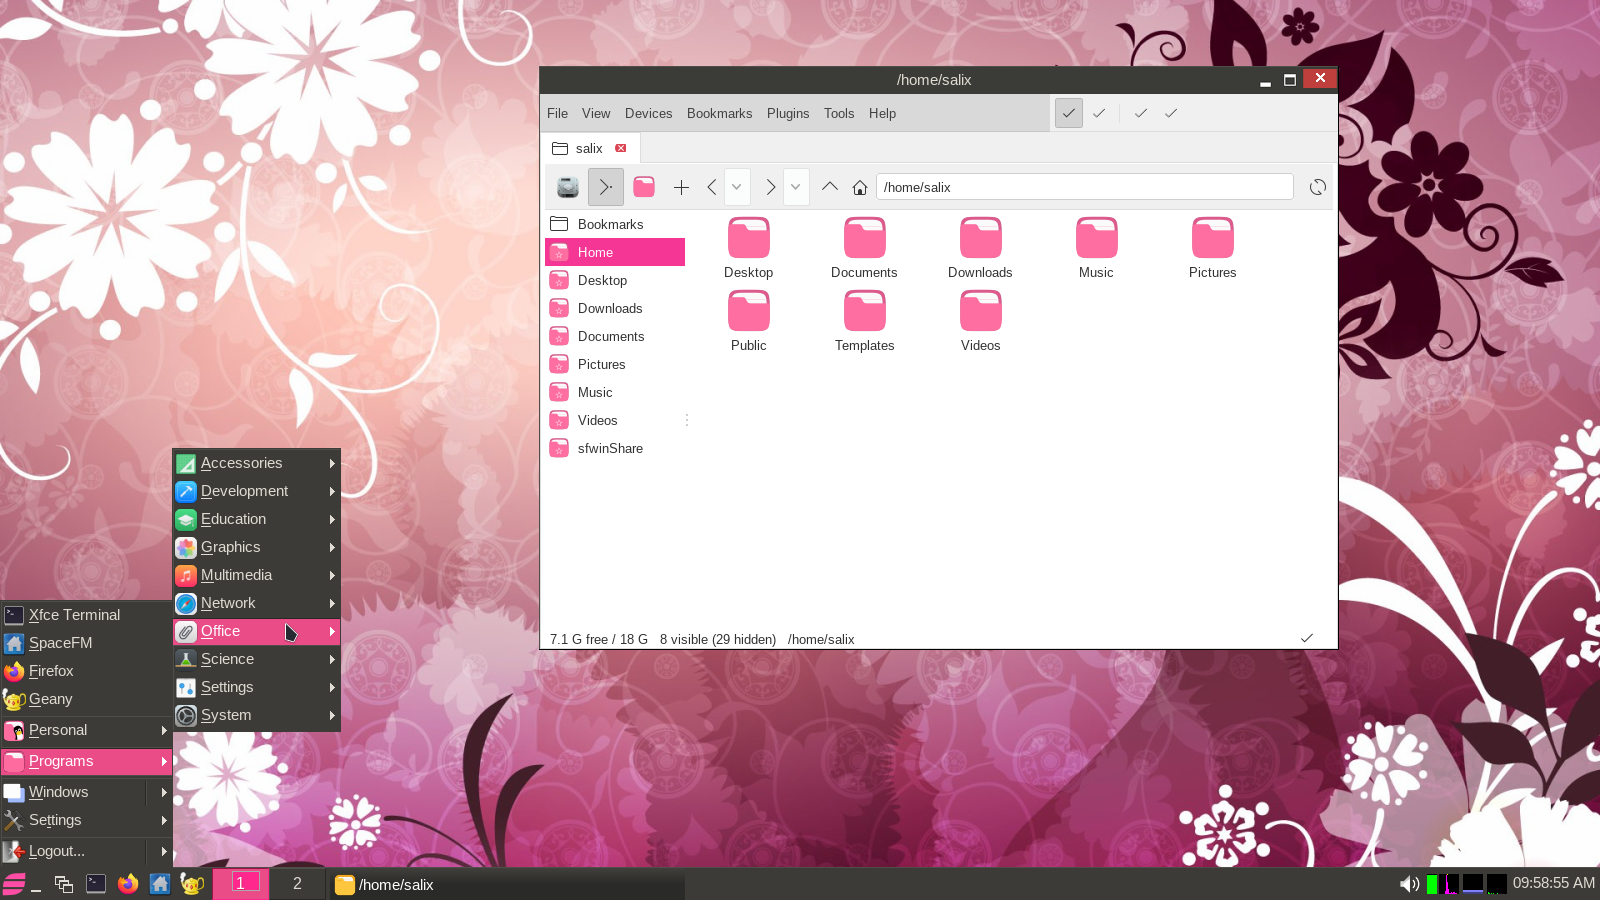 /home/salix
File View Devices Bookmarks Plugins Tools Help
salix
/home/salix
Bookmarks
Home
Desktop
Downloads
Documents
Pictures
Music
Videos
sfwinShare
Desktop Documents Downloads Music Pictures
Public Templates Videos
7.1 G free / 18 G 8 visible (29 hidden) /home/salix
Accessories
Development
Education
Graphics
Multimedia
Network
Office
Science
Settings
System
Xfce Terminal
SpaceFM
Firefox
Geany
Personal
Programs
Windows
Settings
Logout...
1 2 /home/salix 09:58:55 AM